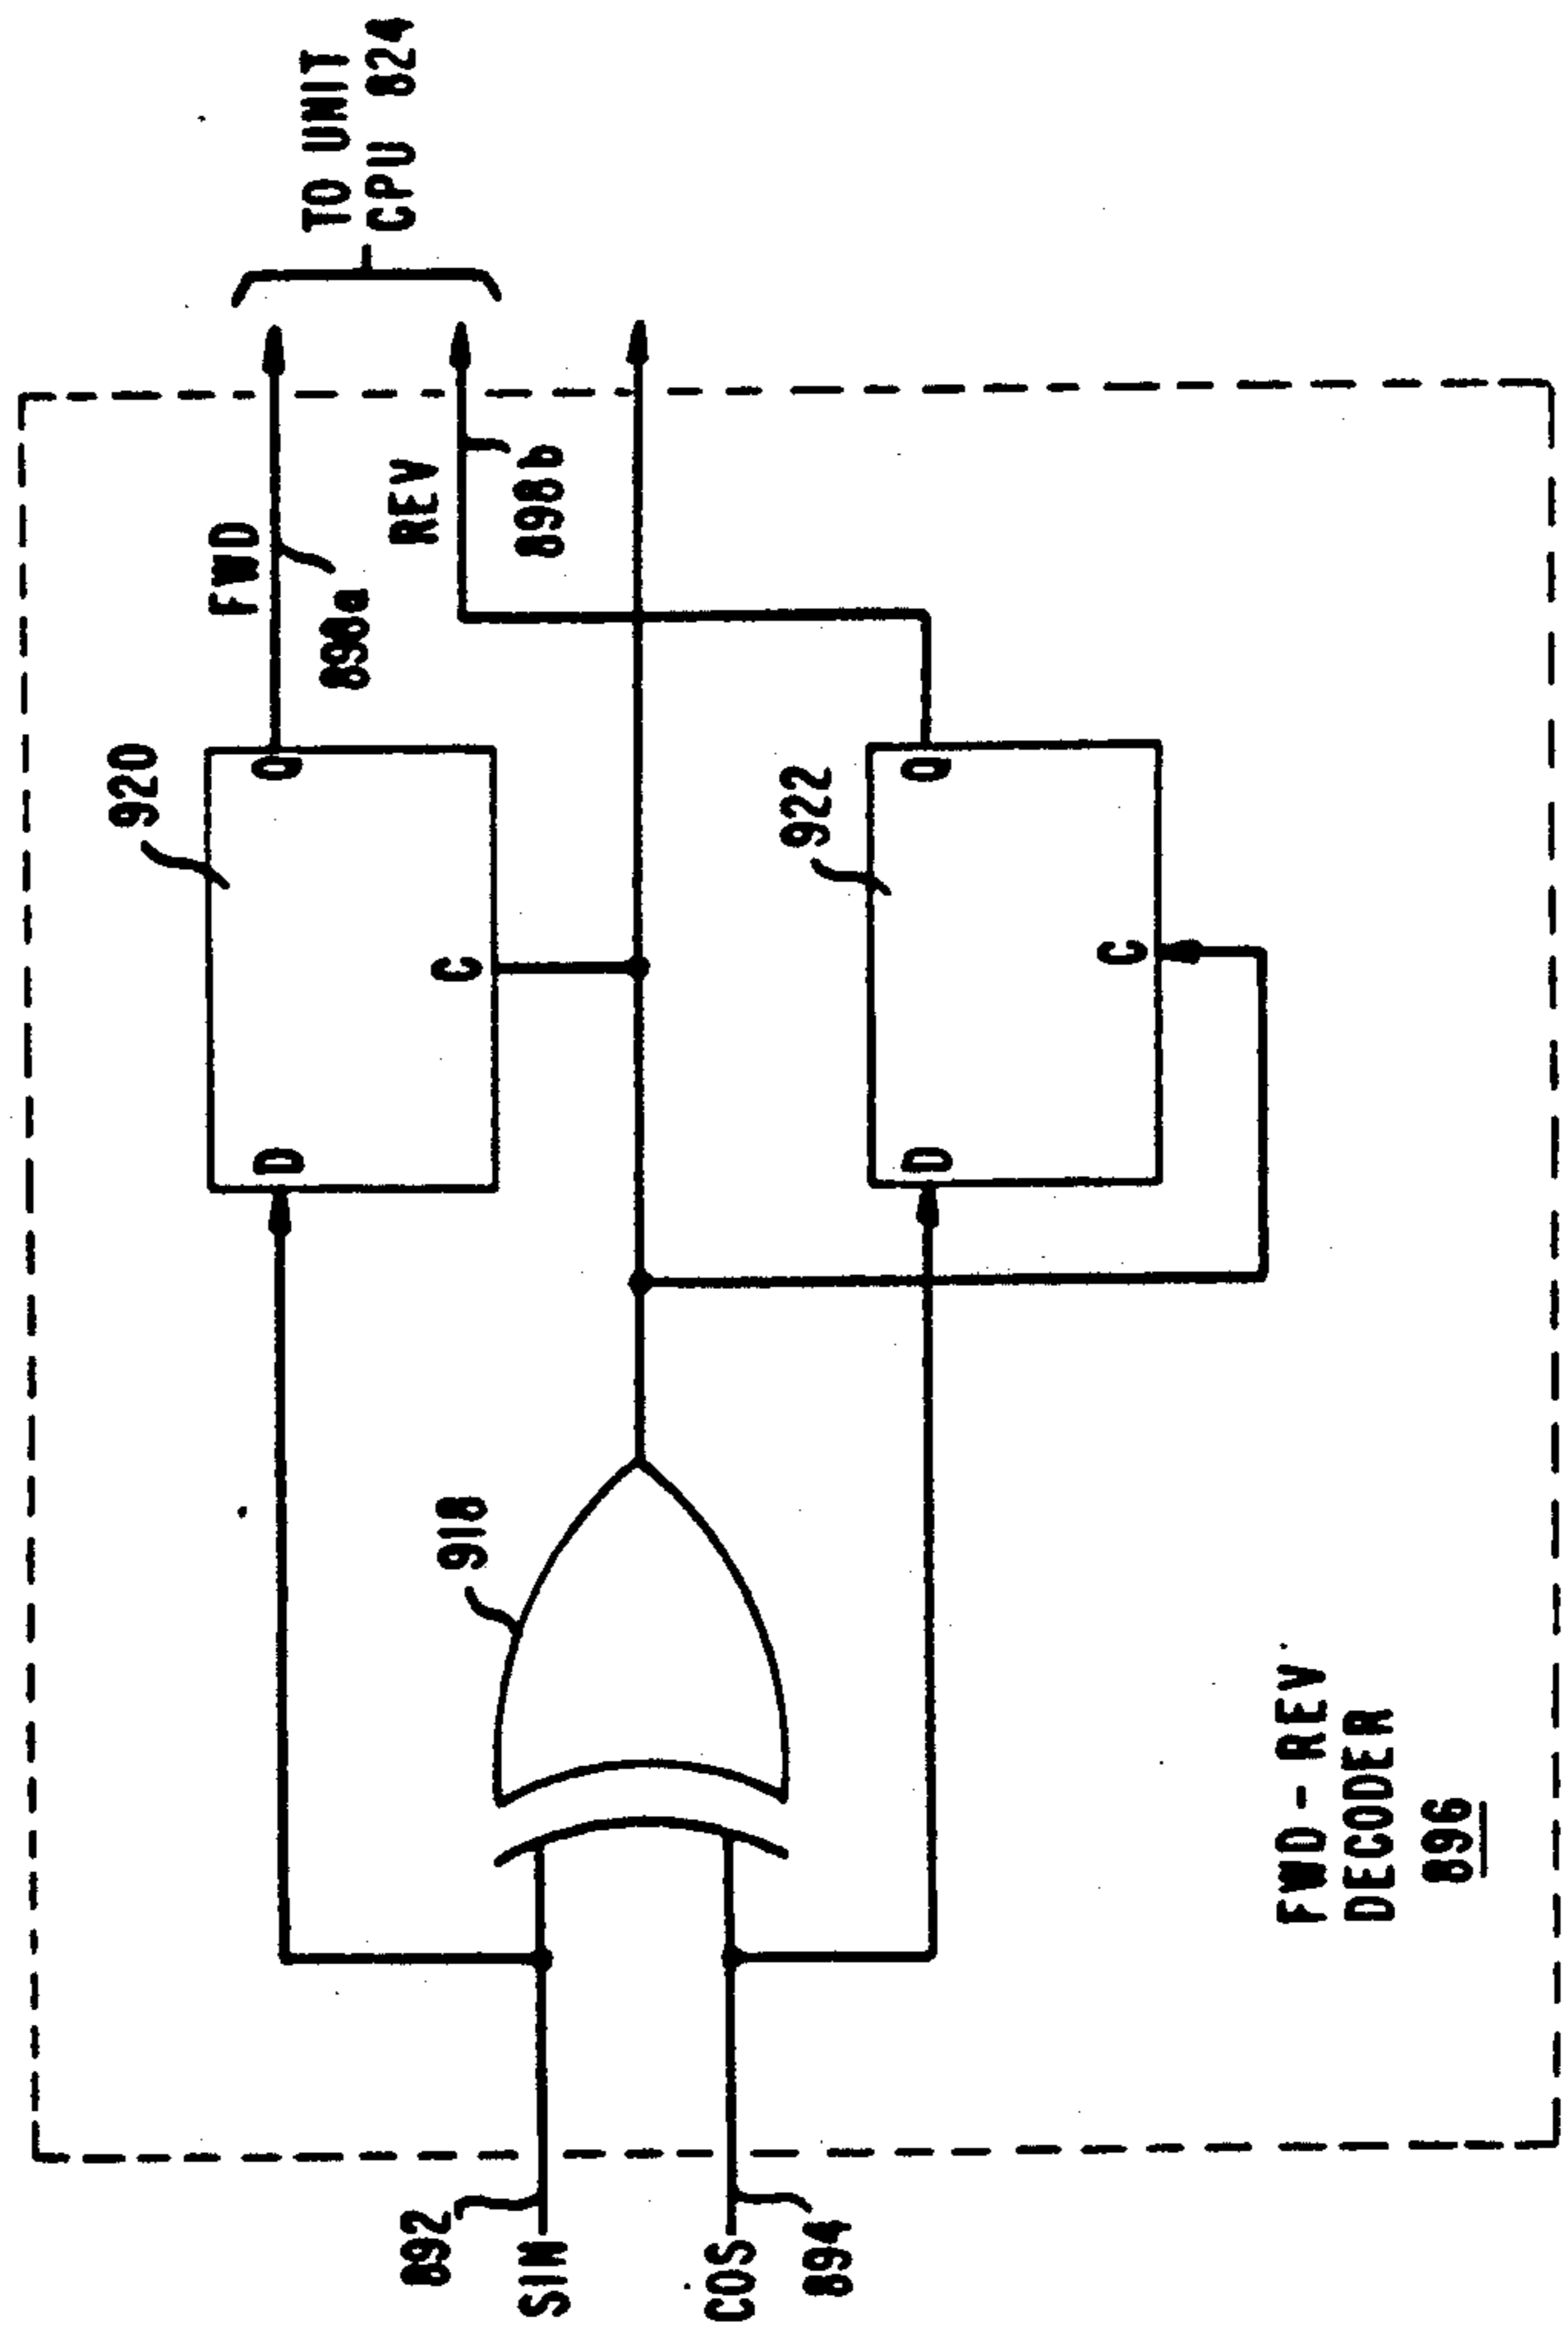 TO UNIT
CPU 824
FWD
898a
REV
898b
920
D
Q
C
918
922
D
Q
C
892
SIN
COS
894
FWD-REV
DECODER
896